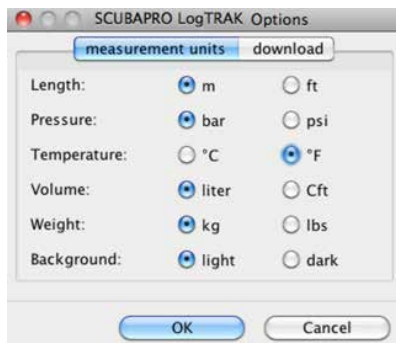 SCUBAPRO LogTRAK Options
measurement units download
Length: m ft
Pressure: bar psi
Temperature: °C °F
Volume: liter Cft
Weight: kg lbs
Background: light dark
OK Cancel